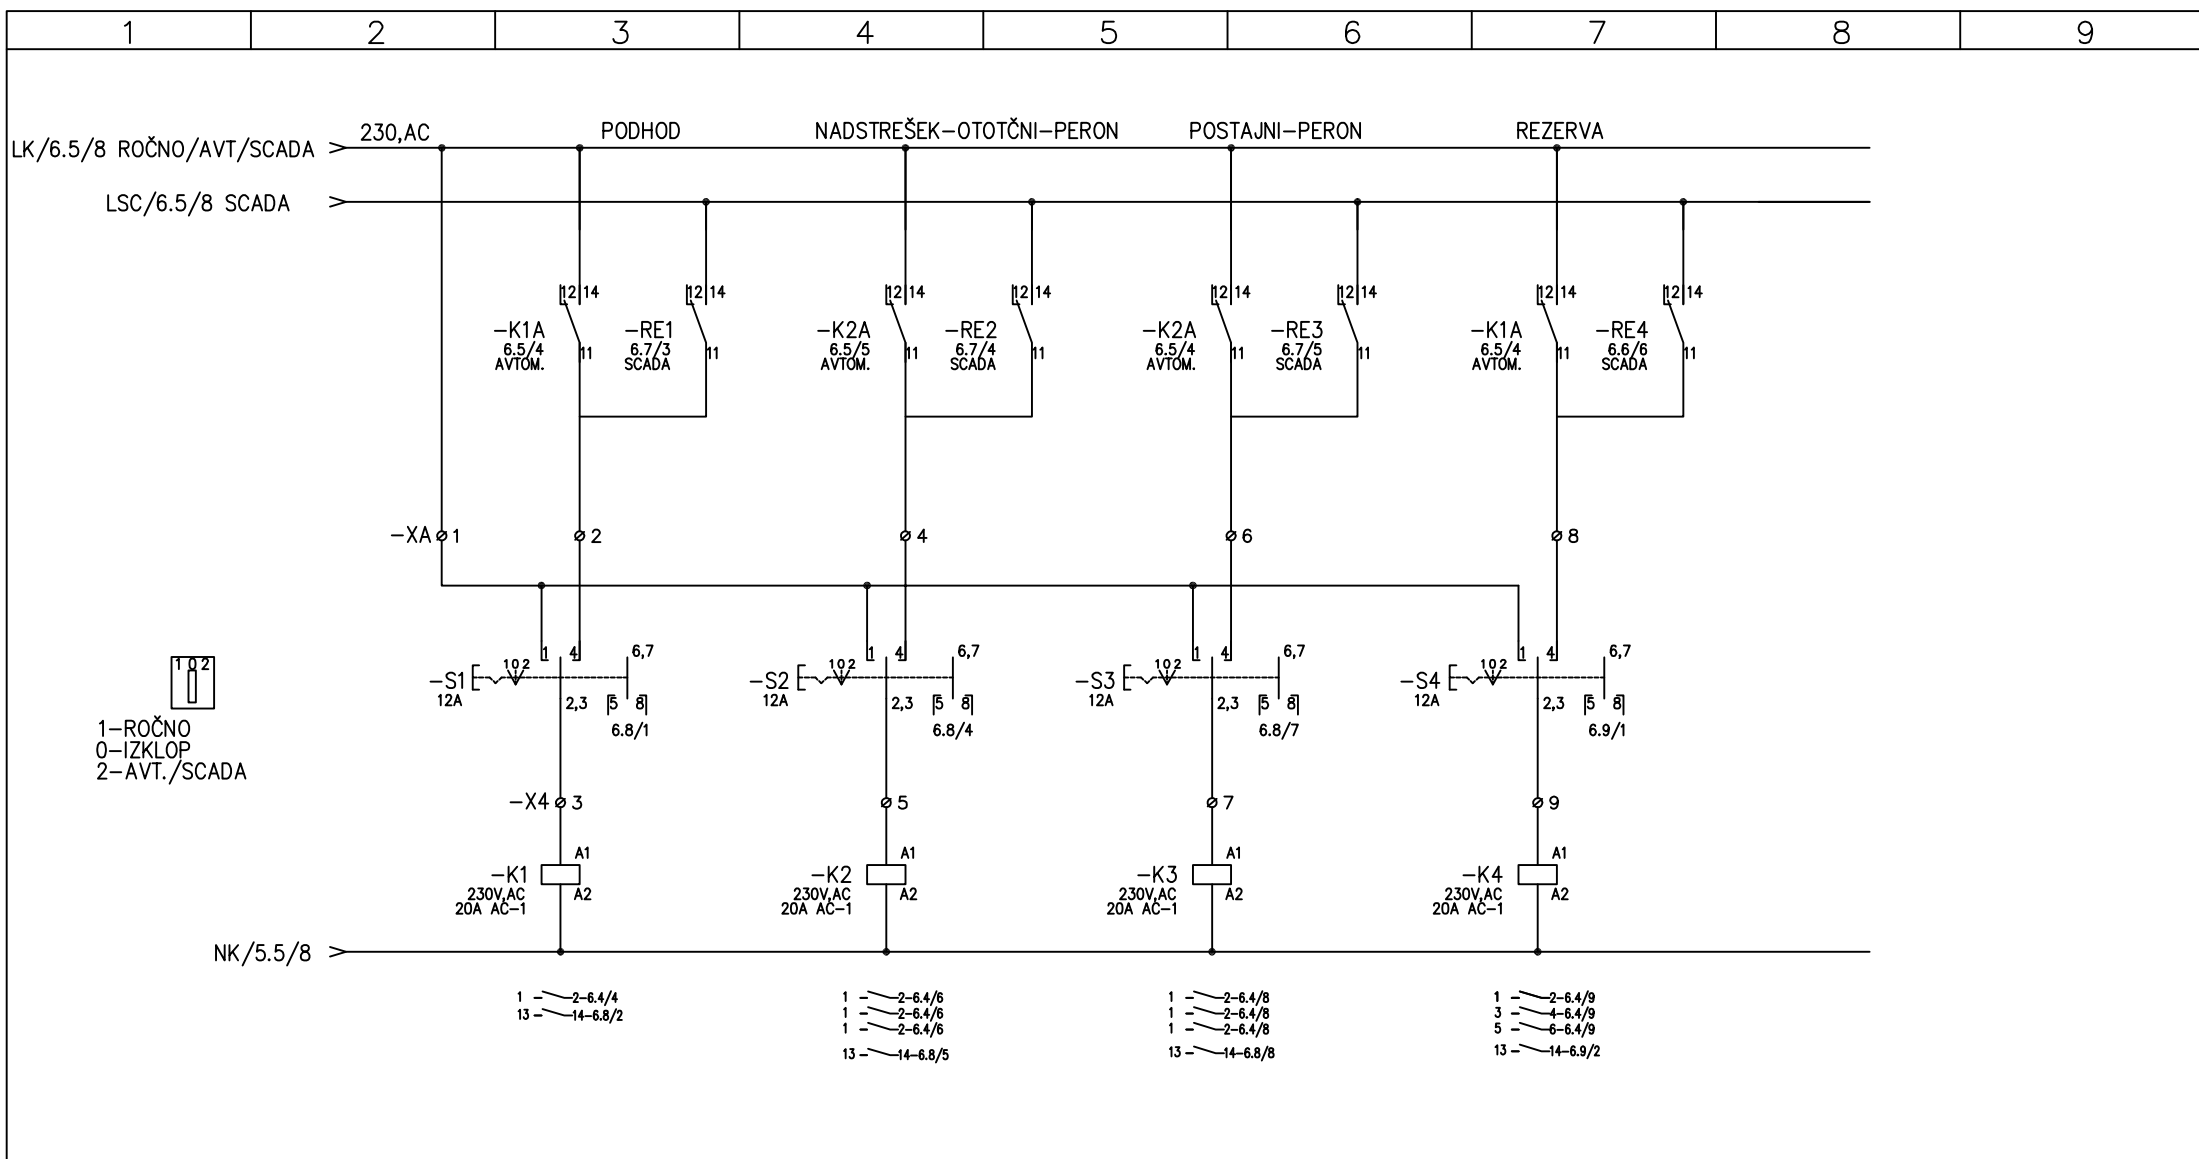 1 2 3 4 5 6 7 8 9
230,AC PODHOD NADSTREŠEK-OTOTČNI-PERON POSTAJNI-PERON REZERVA
LK/6.5/8 ROČNO/AVT/SCADA
LSC/6.5/8 SCADA
12 14 12 14 12 14 12 14 12 14 12 14 12 14 12 14
-K1A -RE1 -K2A -RE2 -K2A -RE3 -K1A -RE4
6.5/4 11 6.7/3 11 6.5/5 11 6.7/4 11 6.5/4 11 6.7/5 11 6.5/4 11 6.6/6 11
AVTOM. SCADA AVTOM. SCADA AVTOM. SCADA AVTOM. SCADA
-XA 1 2 4 6 8
1 4 6,7 1 4 6,7 1 4 6,7 1 4 6,7
1 0 2 102 102 102 102
-S1 -S2 -S3 -S4
12A 2,3 5 8 12A 2,3 5 8 12A 2,3 5 8 12A 2,3 5 8
1-ROČNO 6.8/1 6.8/4 6.8/7 6.9/1
0-IZKLOP
2-AVT./SCADA
-X4 3 5 7 9
A1 A1 A1 A1
-K1 -K2 -K3 -K4
230V,AC A2 230V,AC A2 230V,AC A2 230V,AC A2
20A AC-1 20A AC-1 20A AC-1 20A AC-1
NK/5.5/8
1 2-6.4/4 1 2-6.4/6 1 2-6.4/8 1 2-6.4/9
13 14-6.8/2 1 2-6.4/6 1 2-6.4/8 3 4-6.4/9
1 2-6.4/6 1 2-6.4/8 5 6-6.4/9
13 14-6.8/5 13 14-6.8/8 13 14-6.9/2